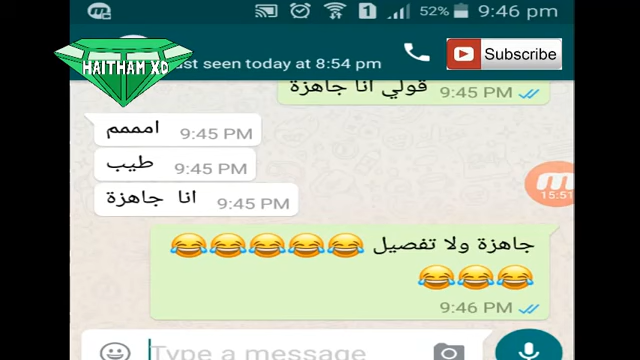 52% 9:46 pm
HAITHAM XD
last seen today at 8:54 pm
Subscribe
قولي انا جاهزة 9:45 PM
امممم 9:45 PM
طيب 9:45 PM
انا جاهزة 9:45 PM
15:51
جاهزة ولا تفصيل 😂😂😂😂😂
😂😂😂
9:46 PM
Type a message